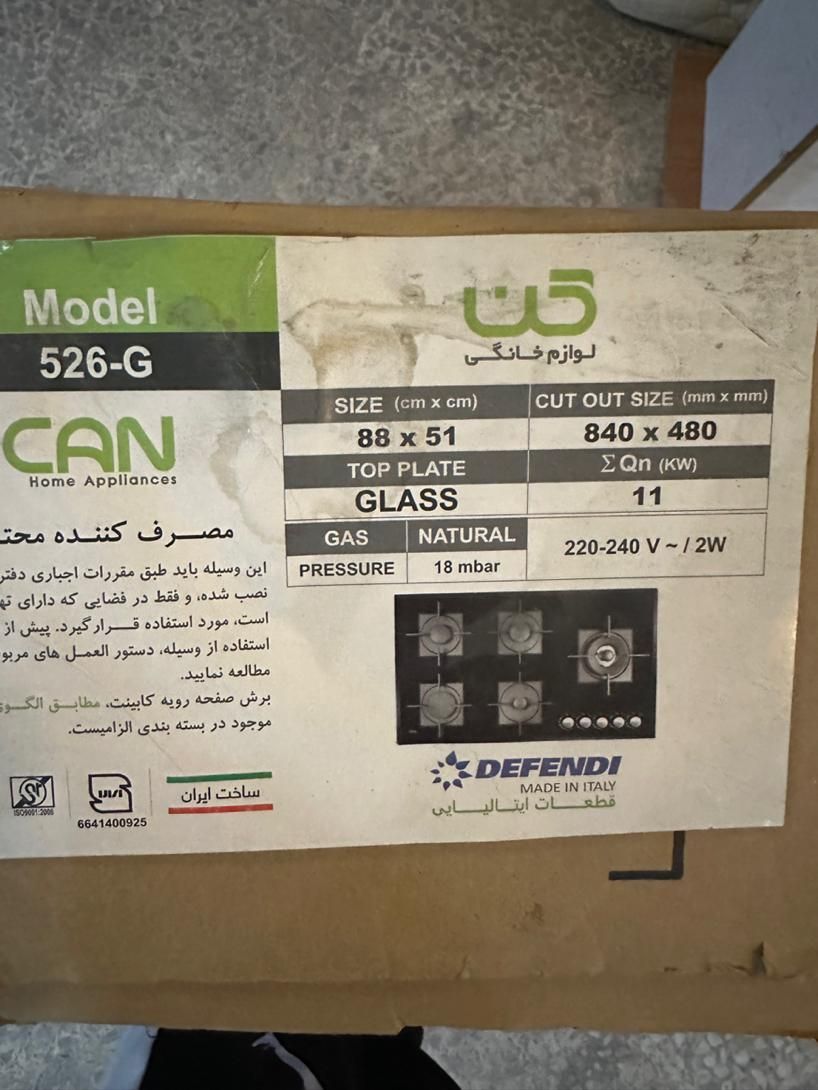 Model
526-G
CAN
Home Appliances
مصرف کننده
این وسیله باید طبق مقررات اجباری
نصب شده، و فقط در فضایی که دارای
است، مورد استفاده قرار گیرد. پیش از
استفاده از وسیله، دستور العمل های
مطالعه نمایید.
برش صفحه رویه کابینت، مطابق
موجود در بسته بندی الزامیست.
ISO9001:2008
6641400925
ساخت ایران
کن
لوازم خانگی
SIZE (cm x cm)
CUT OUT SIZE (mm x mm)
88 x 51
840 x 480
TOP PLATE
Σ Qn (KW)
GLASS
11
GAS
NATURAL
220-240 V ~ / 2W
PRESSURE
18 mbar
DEFENDI
MADE IN ITALY
قطعات ایتالیایی